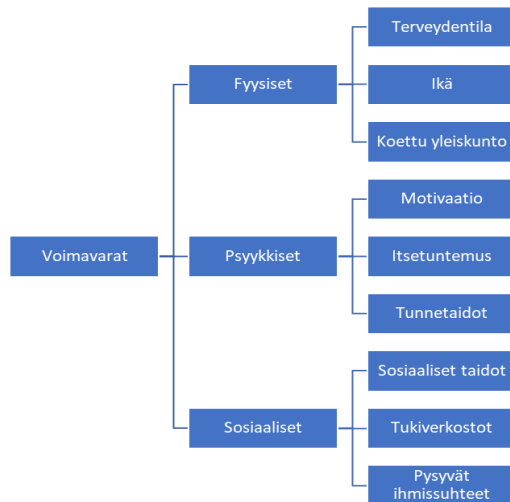 Voimavarat
Fyysiset
Terveydentila
Ikä
Koettu yleiskunto
Psyykkiset
Motivaatio
Itsetuntemus
Tunnetaidot
Sosiaaliset
Sosiaaliset taidot
Tukiverkostot
Pysyvät
ihmissuhteet